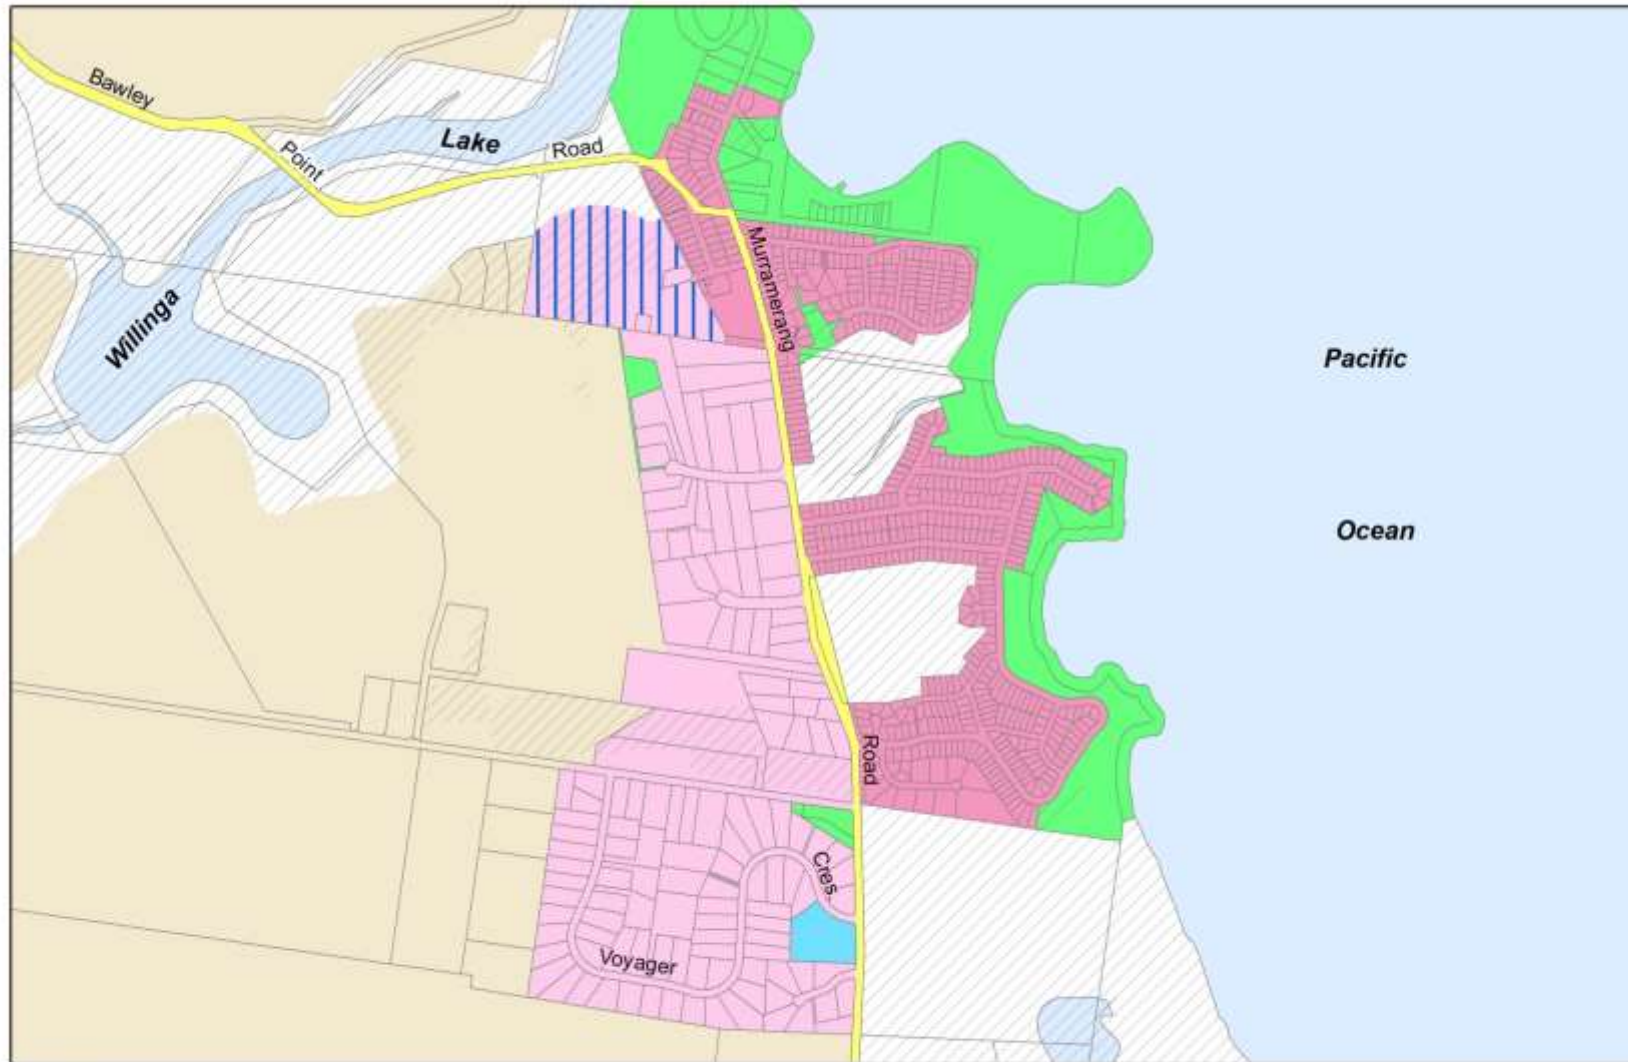 Bawley
Point
Lake
Road
Willinga
Murramerang
Pacific
Ocean
Road
Cres.
Voyager